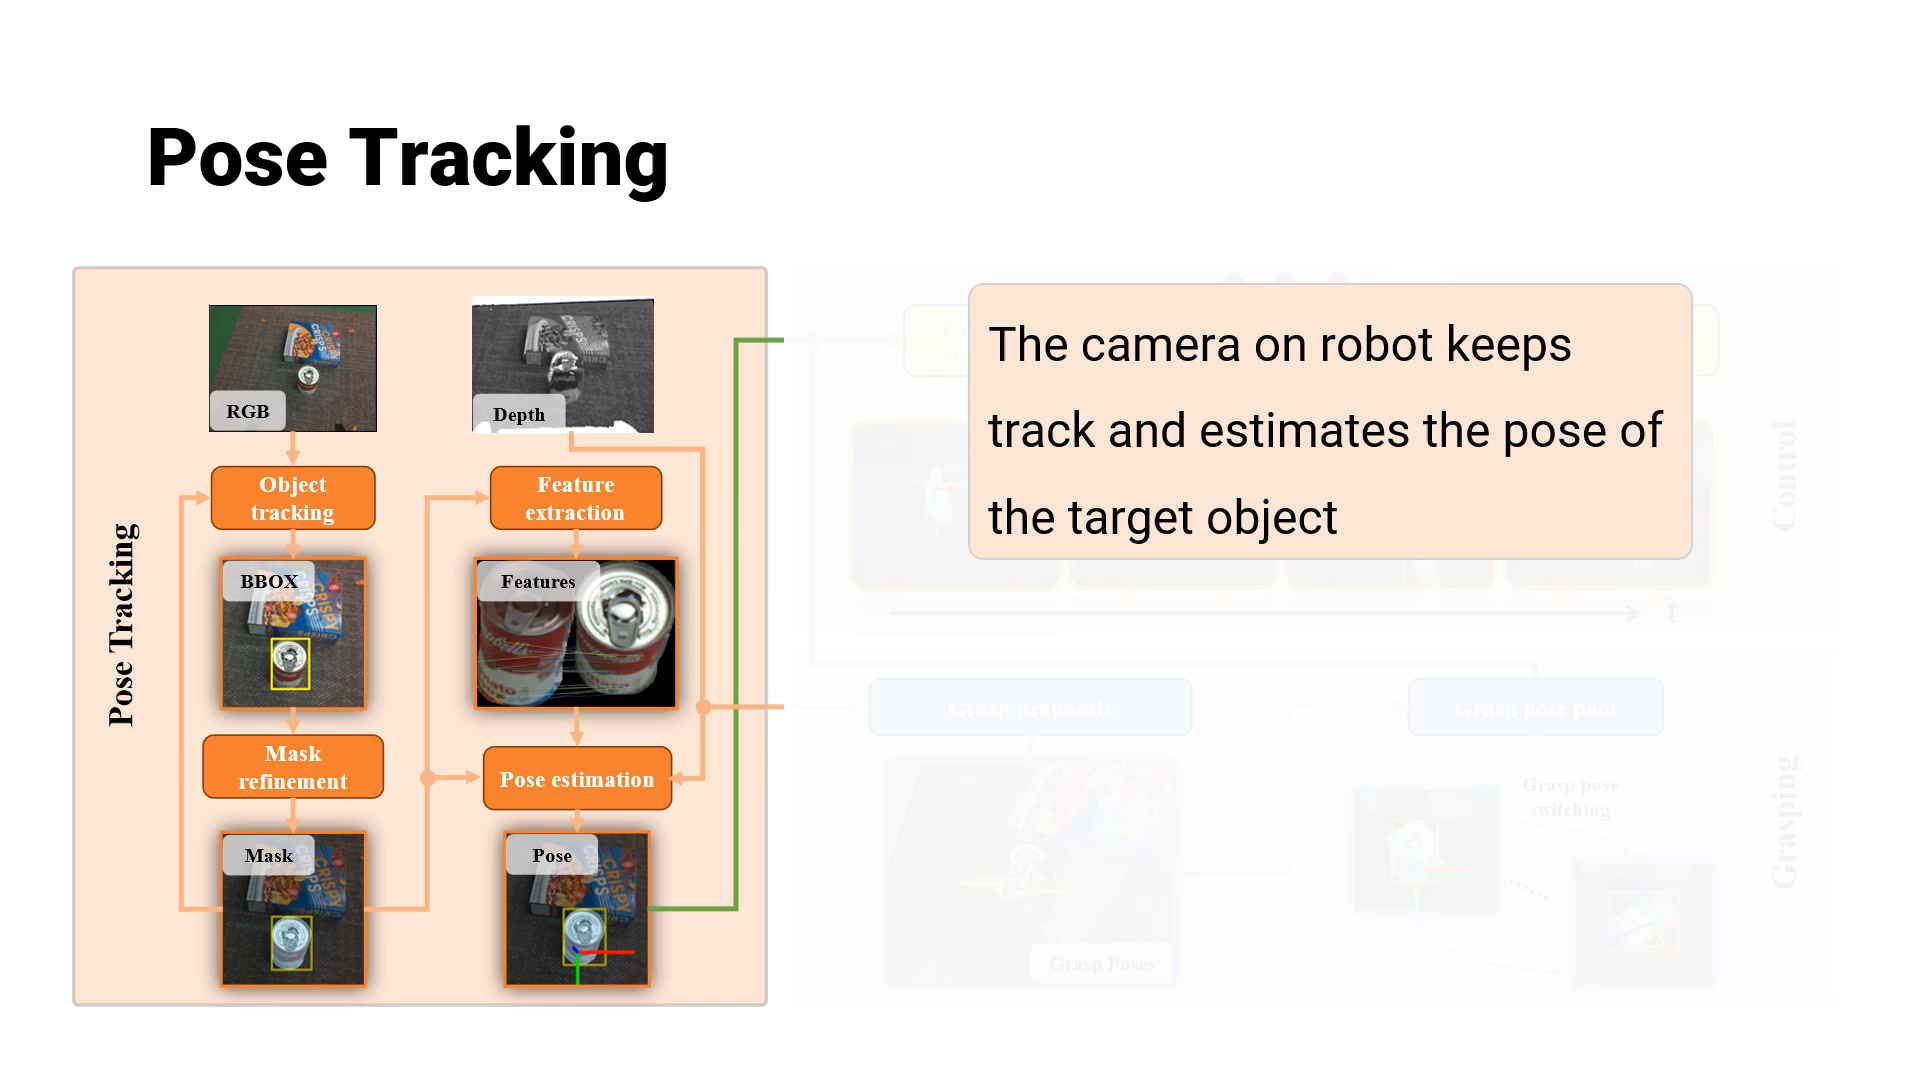 Pose Tracking
Pose Tracking
RGB
Object
tracking
BBOX
Mask
refinement
Mask
Depth
Feature
extraction
Features
Pose estimation
Pose
The camera on robot keeps
track and estimates the pose of
the target object
Control
t
Grasp proposals
Grasp pose pool
Grasp pose
switching
Grasp Poses
Grasping